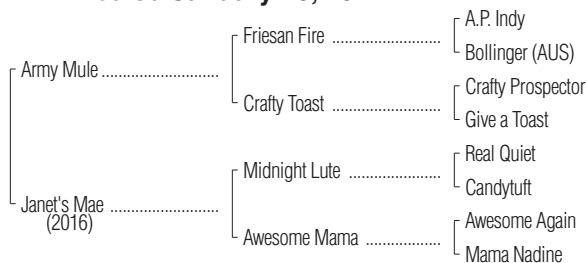 A.P. Indy
Friesan Fire ..............................
Bollinger (AUS)
Army Mule ..............................
Crafty Prospector
Crafty Toast ..............................
Give a Toast
Real Quiet
Midnight Lute ..............................
Candytuft
Janet's Mae ..............................
(2016)
Awesome Again
Awesome Mama ..............................
Mama Nadine